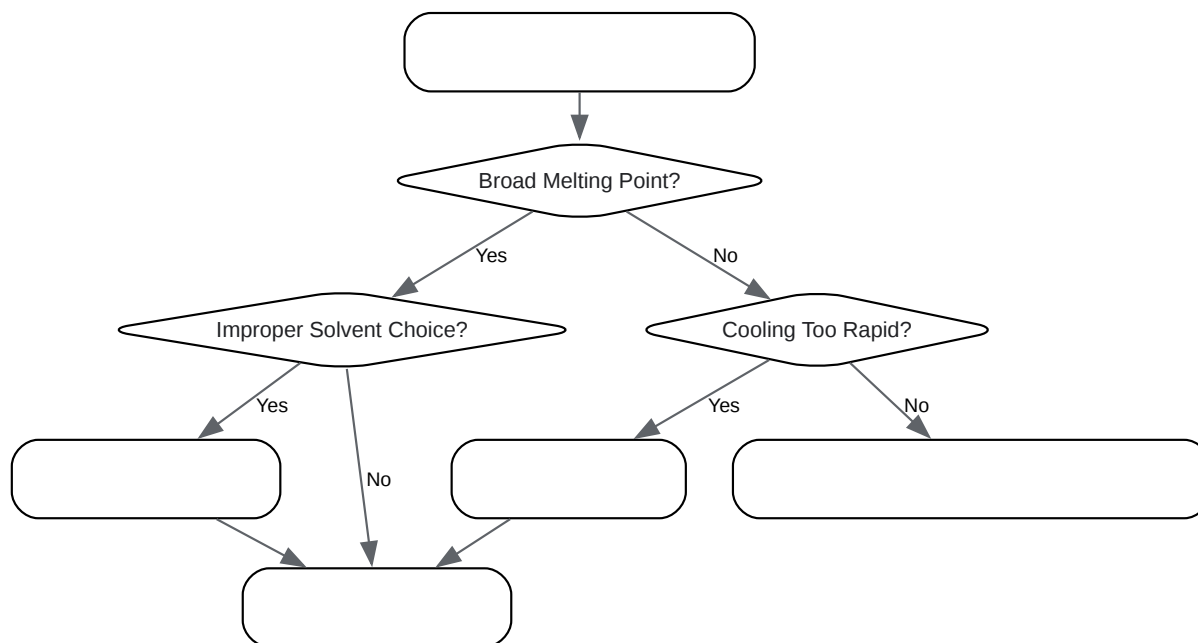 Broad Melting Point?
Yes
No
Improper Solvent Choice?
Cooling Too Rapid?
Yes
Yes
No
No